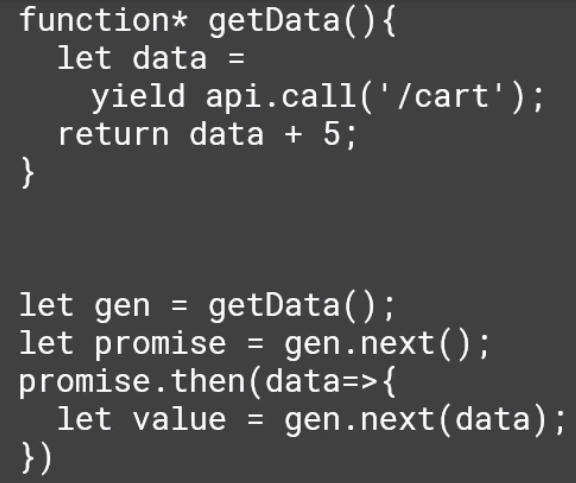 function* getData(){
  let data =
    yield api.call('/cart');
  return data + 5;
}
let gen = getData();
let promise = gen.next();
promise.then(data=>{
  let value = gen.next(data);
})